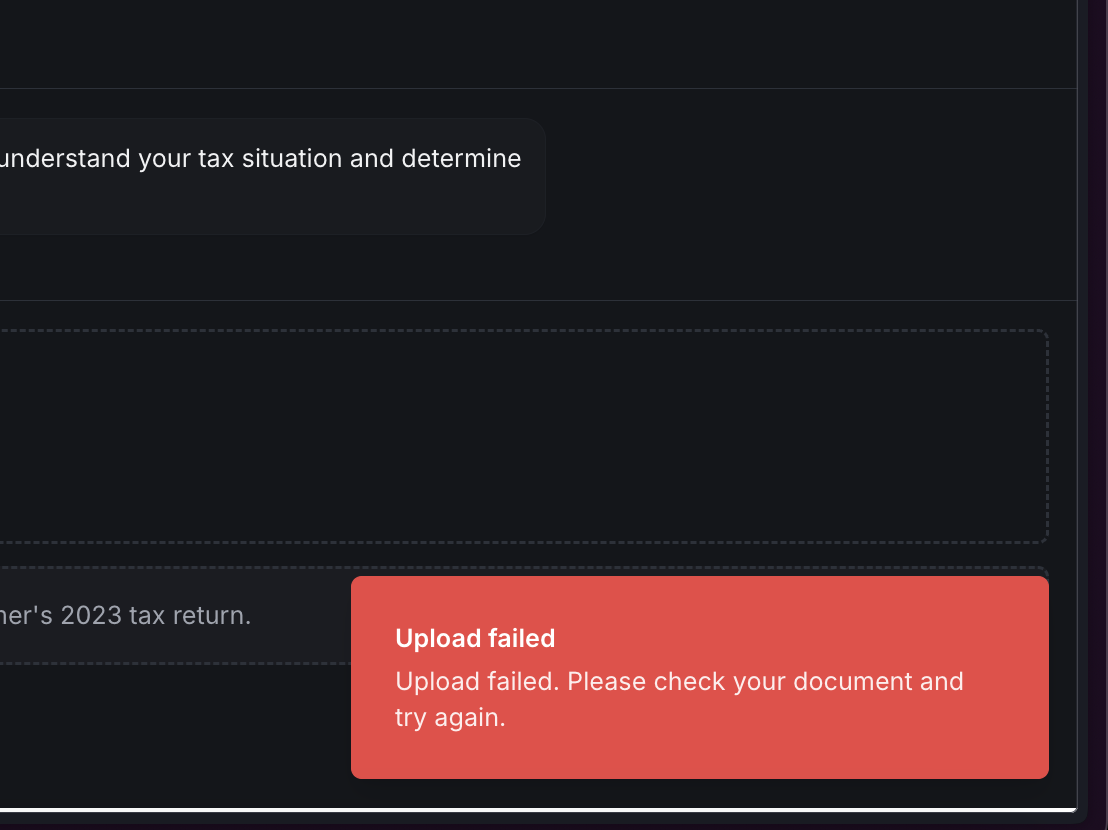 understand your tax situation and determine
2023 tax return.
Upload failed
Upload failed. Please check your document and
try again.